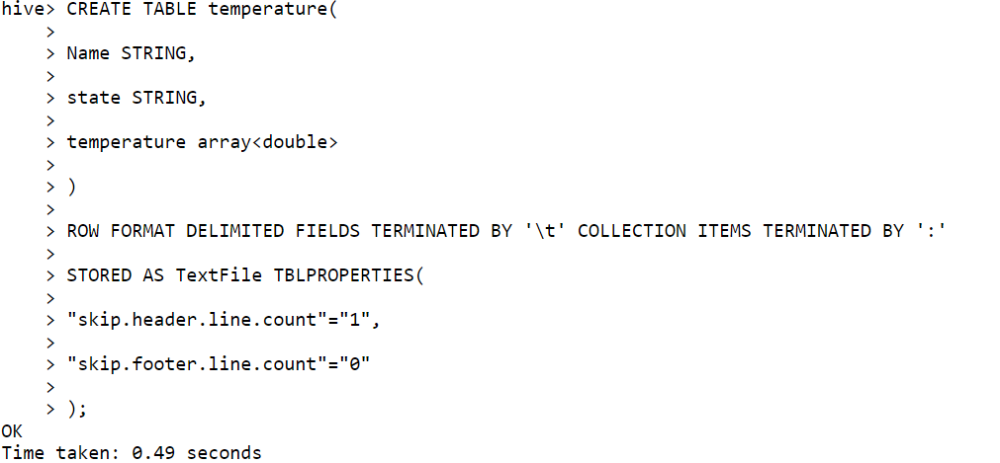 hive> CREATE TABLE temperature(
    >
    > Name STRING,
    >
    > state STRING,
    >
    > temperature array<double>
    >
    > )
    >
    > ROW FORMAT DELIMITED FIELDS TERMINATED BY '\t' COLLECTION ITEMS TERMINATED BY ':'
    >
    > STORED AS TextFile TBLPROPERTIES(
    >
    > "skip.header.line.count"="1",
    >
    > "skip.footer.line.count"="0"
    >
    > );
OK
Time taken: 0.49 seconds